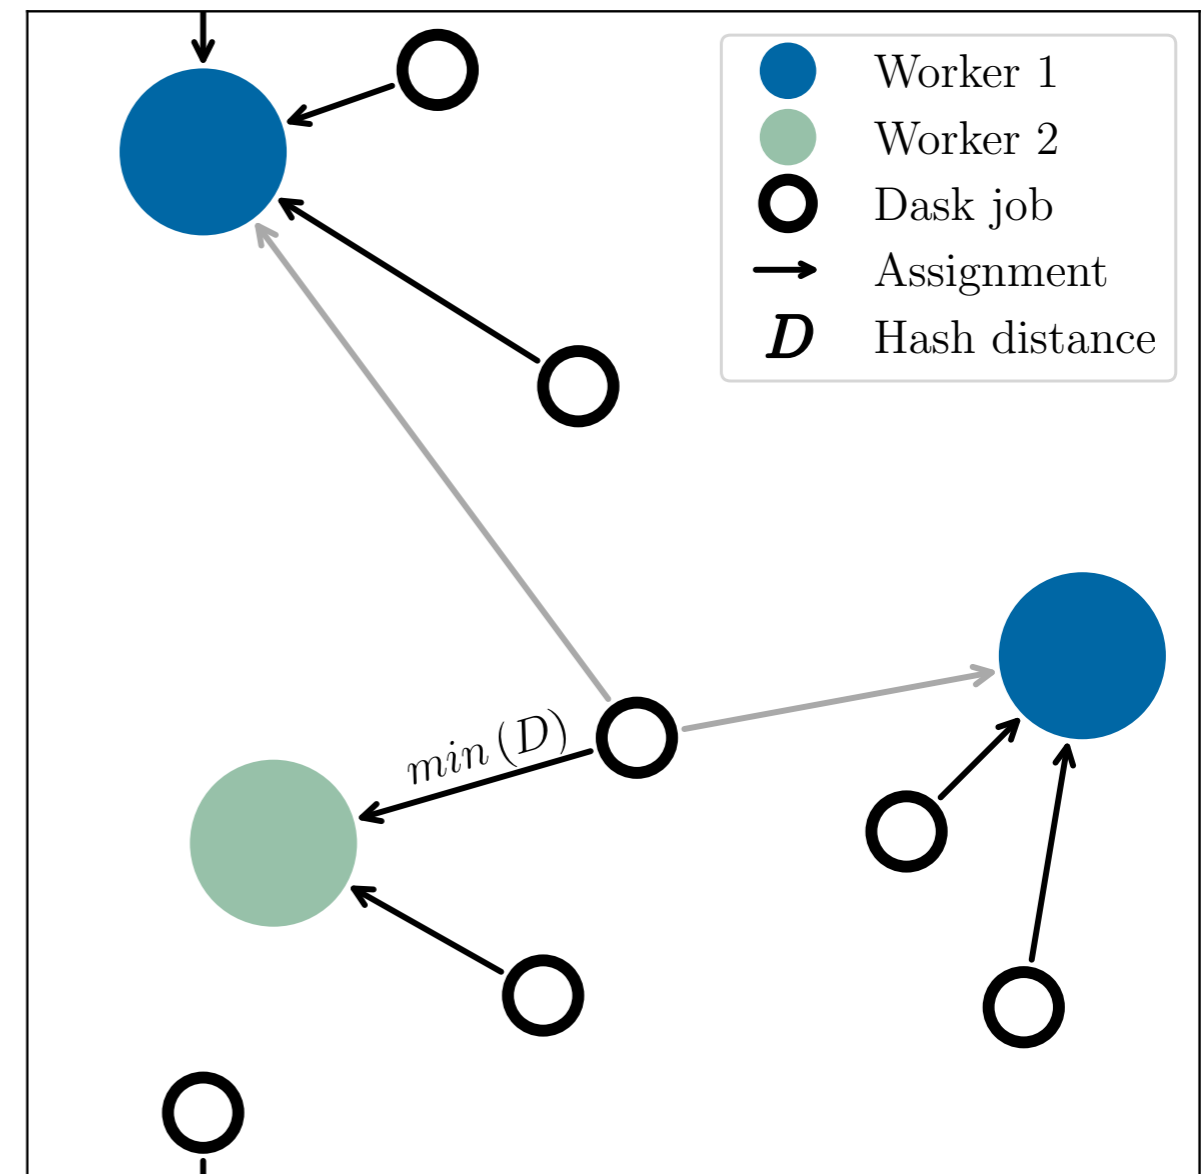 Worker 1
Worker 2
Dask job
Assignment
D Hash distance
min (D)